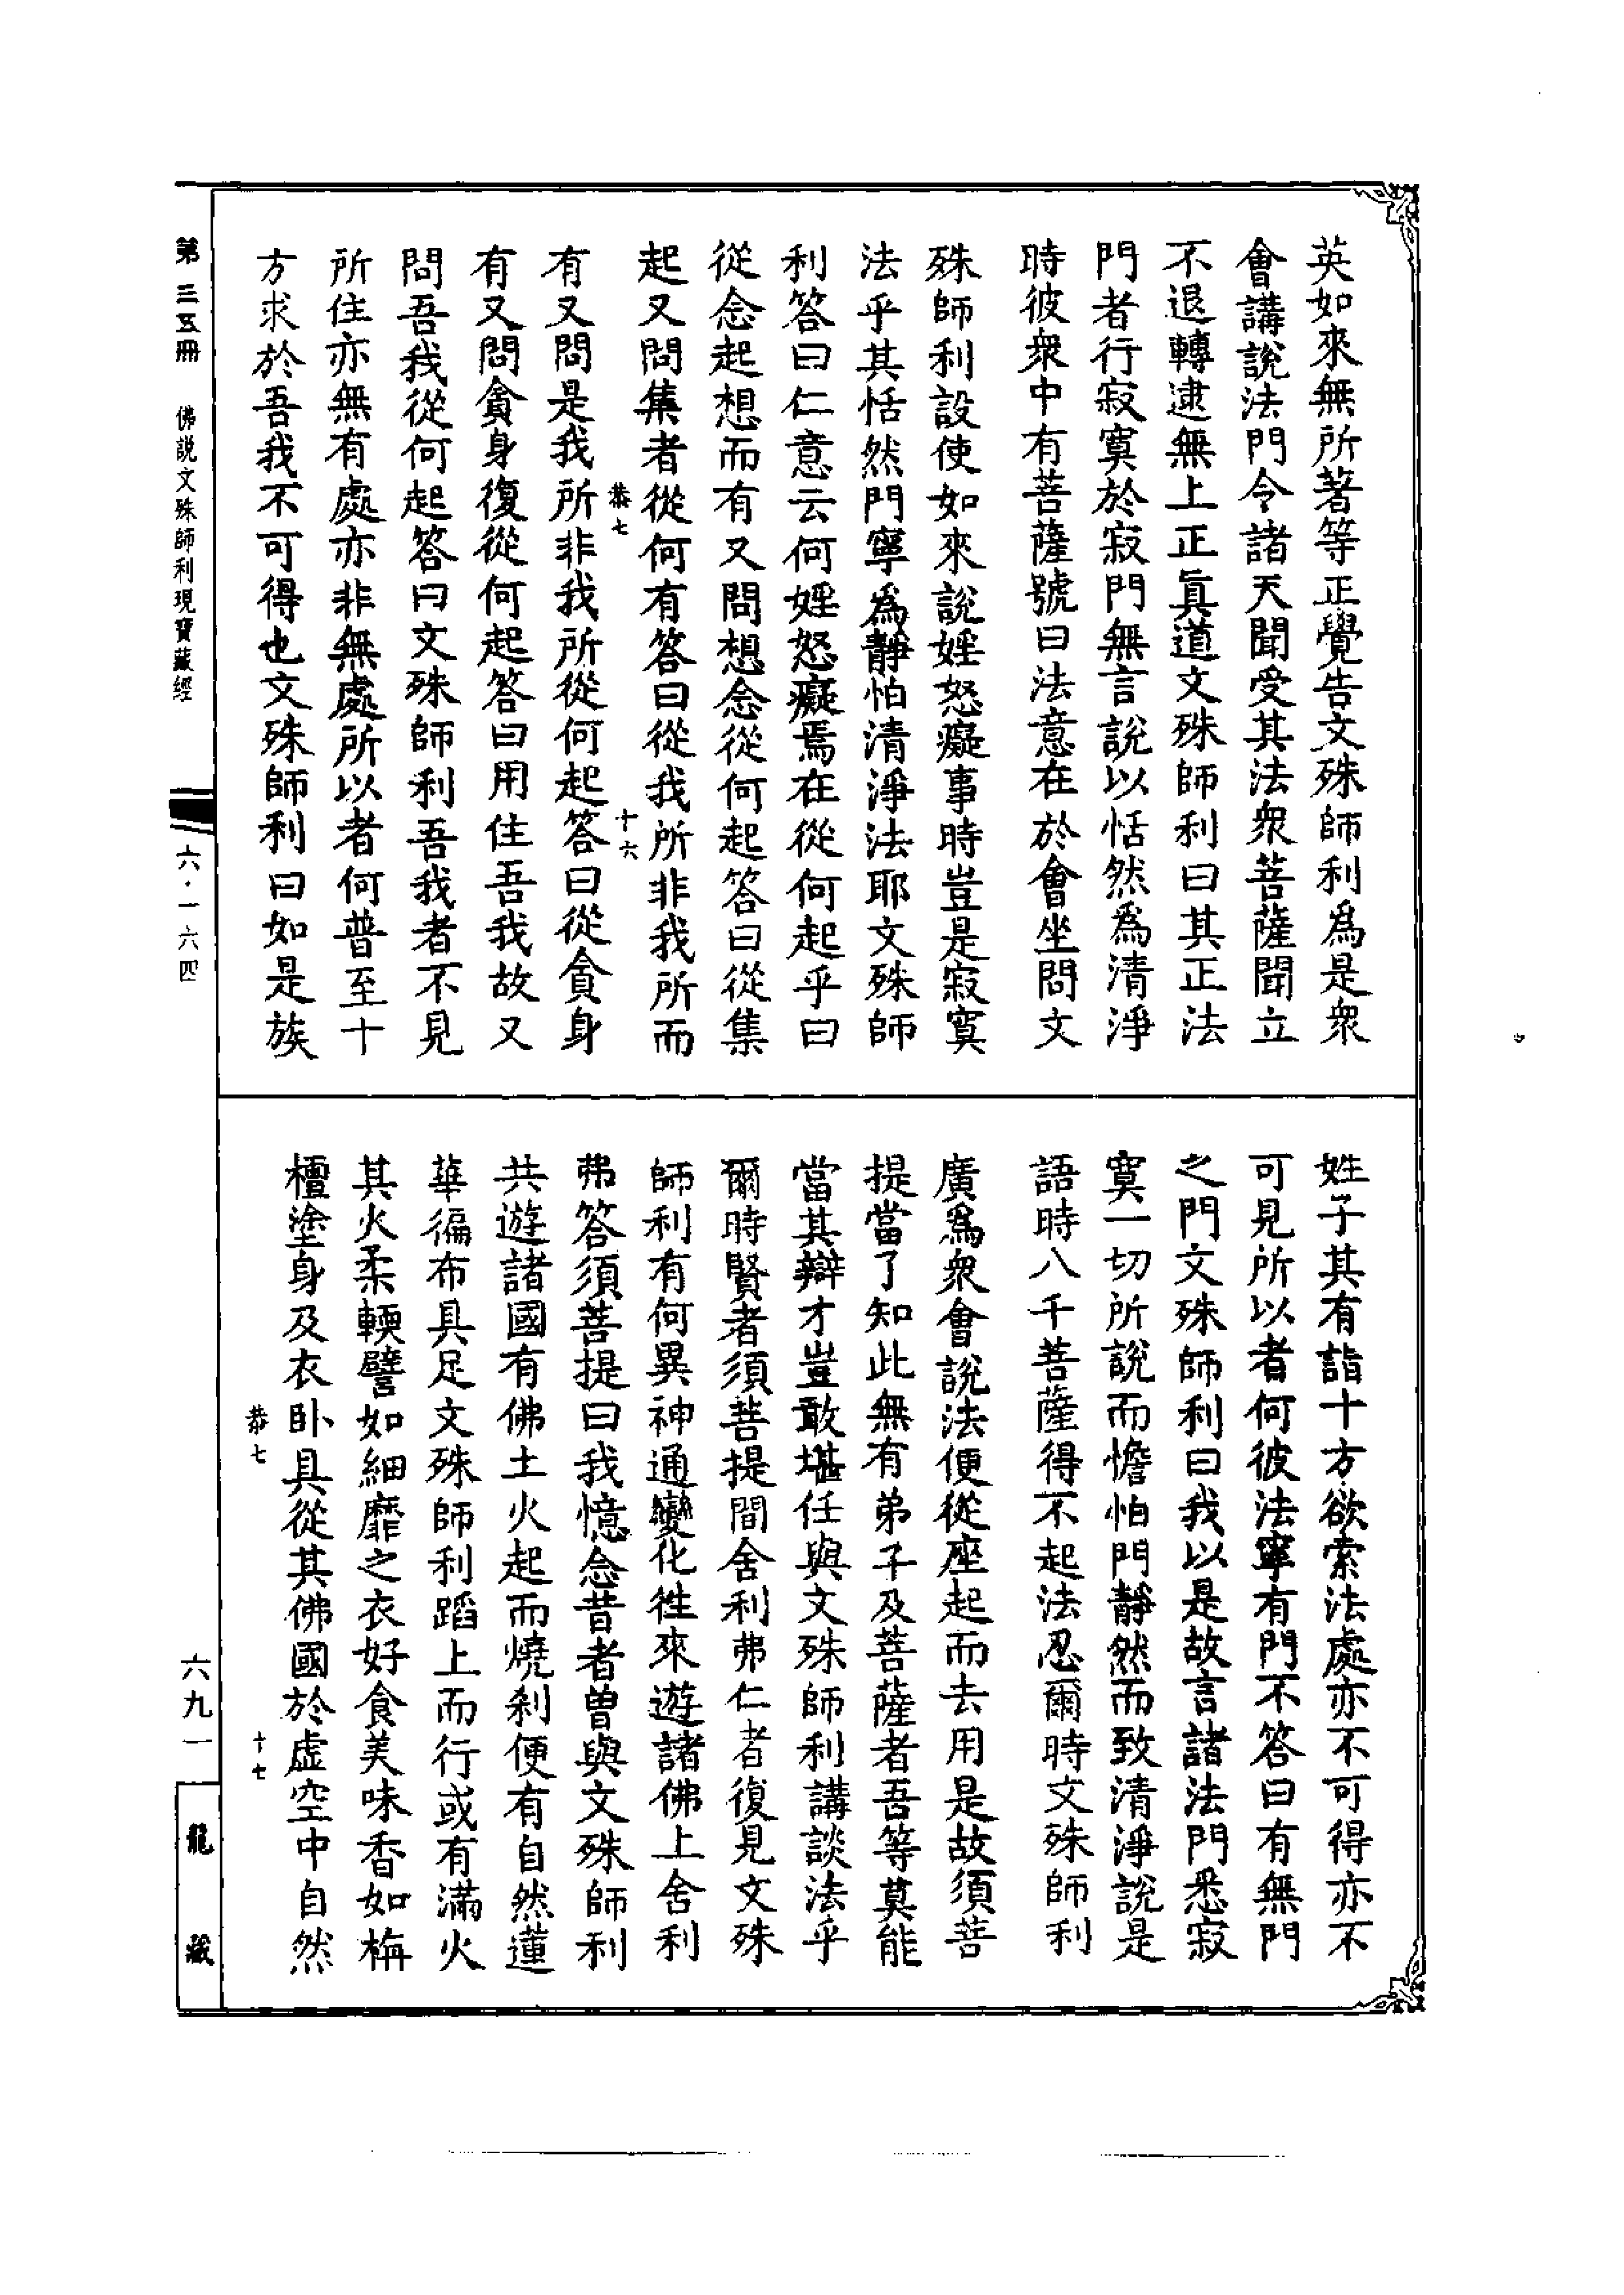 英如來無所著等正覺告文殊師利為是衆
會講說法門令諸天聞受其法衆菩薩聞立
不退轉逮無上正眞道文殊師利曰其正法
門者行寂寞於寂門無言說以恬然為清淨
時彼衆中有菩薩號曰法意在於會坐問文
殊師利設使如來說婬怒癡事時豈是寂寞
法乎其恬然門寧為靜怕清淨法耶文殊師
利答曰仁意云何婬怒癡焉在從何起乎曰
從念起想而有又問想念從何起答曰從集
起又問集者從何有答曰從我所非我所而
恭七 十六
有又問是我所非我所從何起答曰從貪身
有又問貪身復從何起答曰用住吾我故又
問吾我從何起答曰文殊師利吾我者不見
所住亦無有處亦非無處所以者何普至十
方求於吾我不可得也文殊師利曰如是族
姓子其有詣十方欲索法處亦不可得亦不
可見所以者何彼法寧有門不答曰有無門
之門文殊師利曰我以是故言諸法門悉寂
寞一切所說而憺怕門靜然而致清淨說是
語時八千菩薩得不起法忍爾時文殊師利
廣為衆會說法便從座起而去用是故須菩
提當了知此無有弟子及菩薩者吾等莫能
當其辯才豈敢堪任與文殊師利講談法乎
爾時賢者須菩提問舍利弗仁者復見文殊
師利有何異神通變化徃來遊諸佛上舍利
弗答須菩提曰我憶念昔者曾與文殊師利
共遊諸國有佛土火起而燒刹便有自然蓮
華徧布具足文殊師利蹈上而行或有滿火
其火柔輭譬如細靡之衣好食美味香如栴
檀塗身及衣卧具從其佛國於虛空中自然
恭七 十七
第三五冊 佛説文殊師利現寶藏經
六・一六四
六九一
龍藏